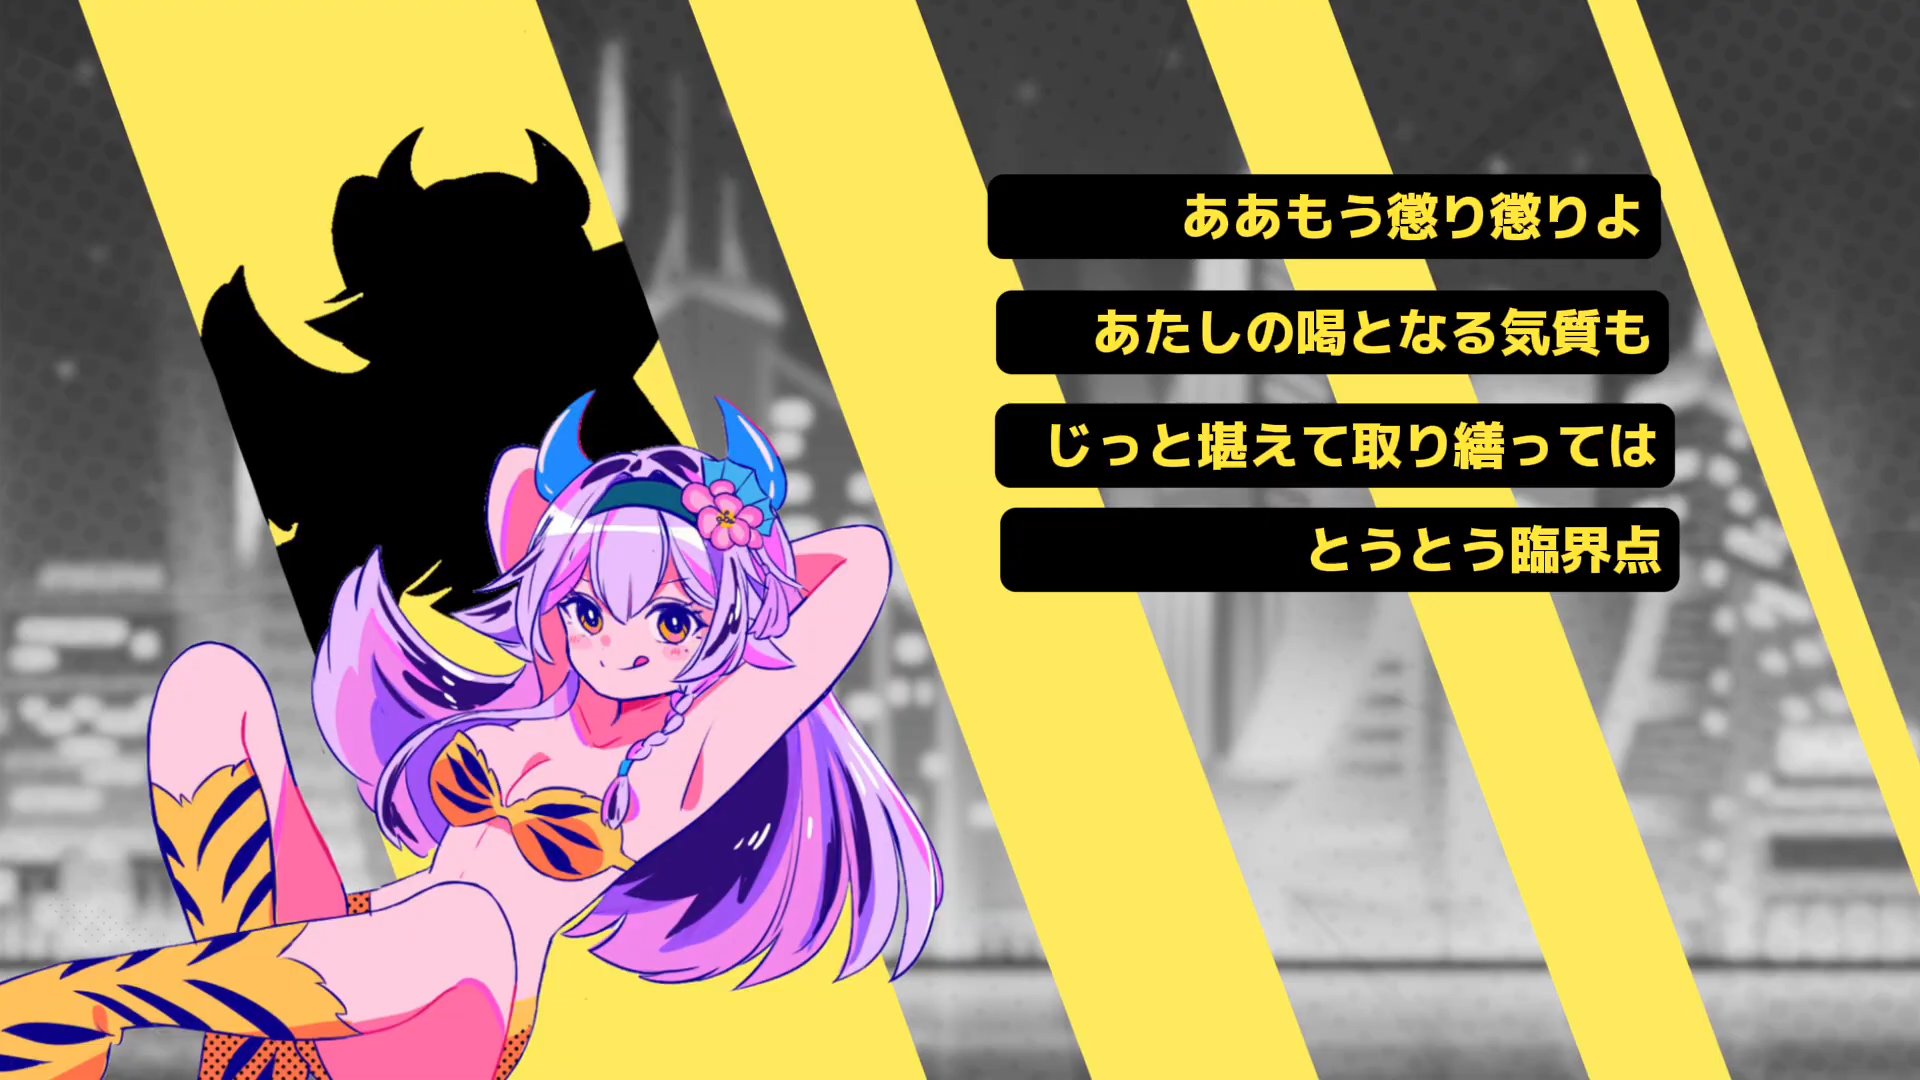 ああもう懲り懲りよ
あたしの喝となる気質も
じっと堪えて取り繕っては
とうとう臨界点